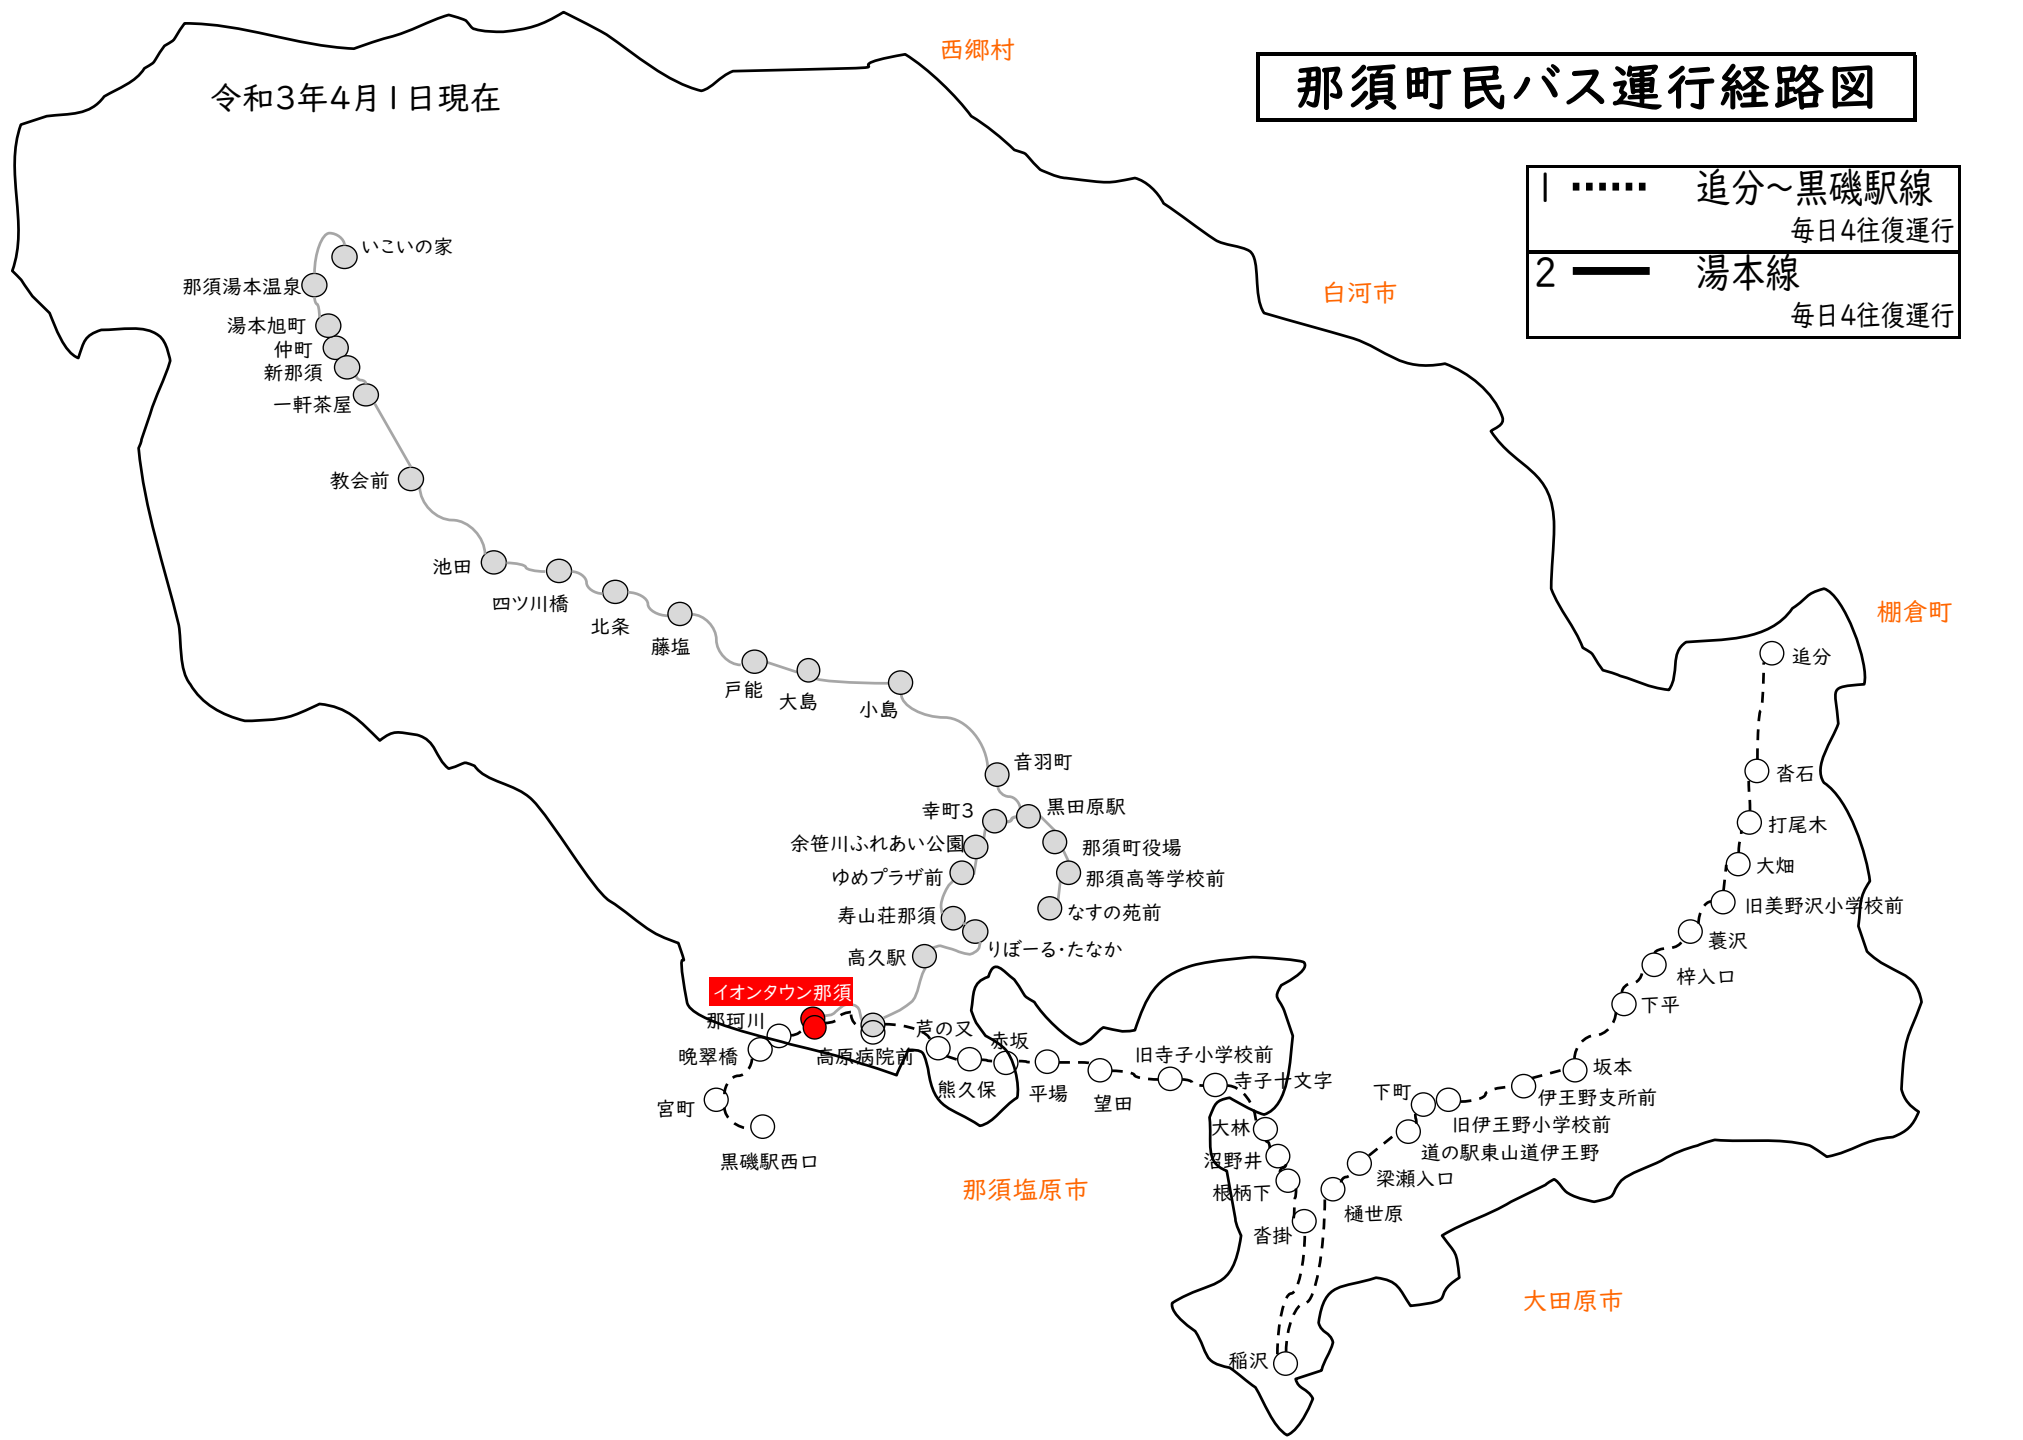 西郷村
那須町民バス運行経路図
令和3年4月1日現在
1 追分～黒磯駅線
毎日4往復運行
2 湯本線
毎日4往復運行
白河市
棚倉町
いこいの家
那須湯本温泉
湯本旭町
仲町
新那須
一軒茶屋
教会前
池田
四ツ川橋
北条
藤塩
戸能
大島
小島
音羽町
幸町3
黒田原駅
余笹川ふれあい公園
那須町役場
ゆめプラザ前
那須高等学校前
寿山荘那須
なすの苑前
りぼーる・たなか
高久駅
イオンタウン那須
那珂川
晩翠橋
高原病院前
宮町
黒磯駅西口
芦の又
赤坂
熊久保
平場
望田
旧寺子小学校前
寺子十文字
大林
沼野井
根柄下
沓掛
稲沢
樋世原
梁瀬入口
道の駅東山道伊王野
下町
旧伊王野小学校前
伊王野支所前
坂本
下平
梓入口
蓑沢
旧美野沢小学校前
大畑
打尾木
沓石
追分
那須塩原市
大田原市